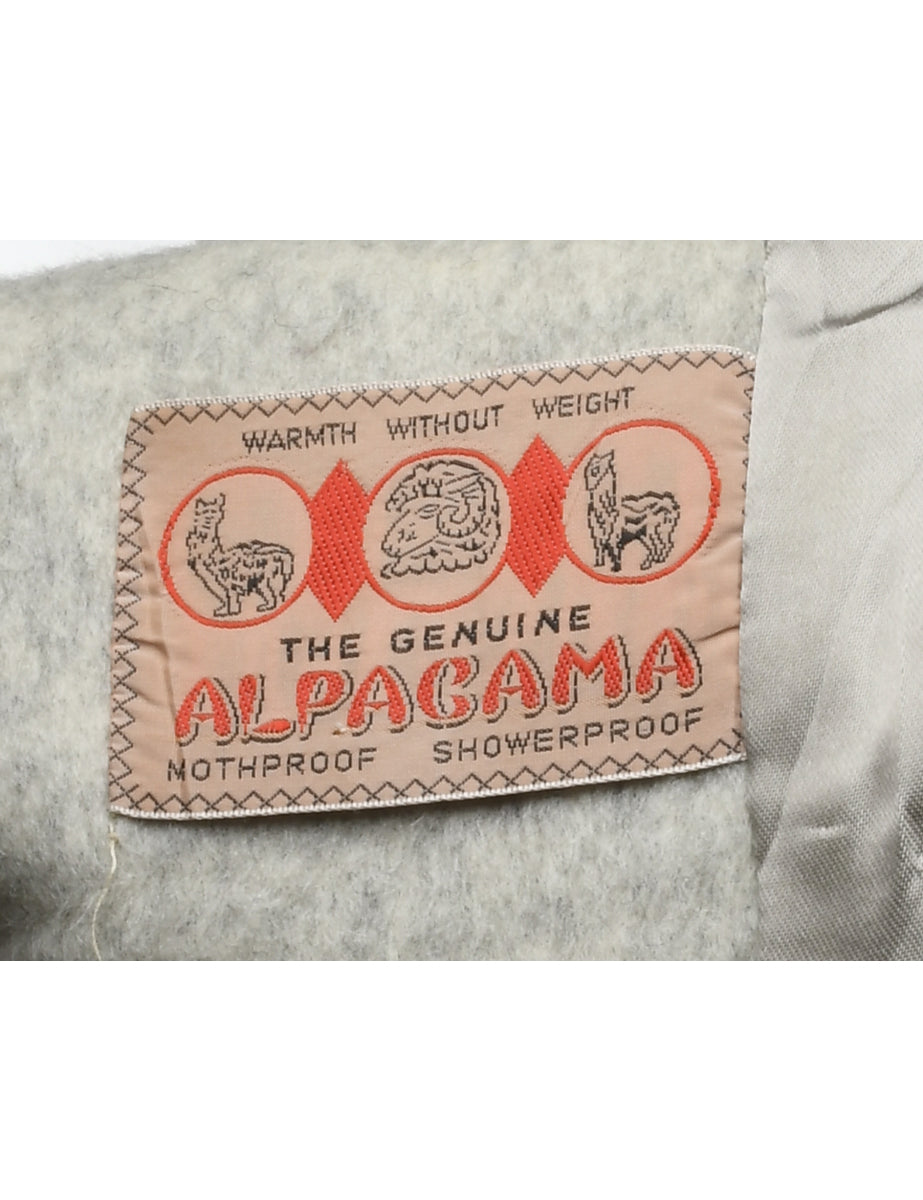 WARMTH WITHOUT WEIGHT
THE GENUINE
ALPACAMA
MOTHPROOF SHOWERPROOF